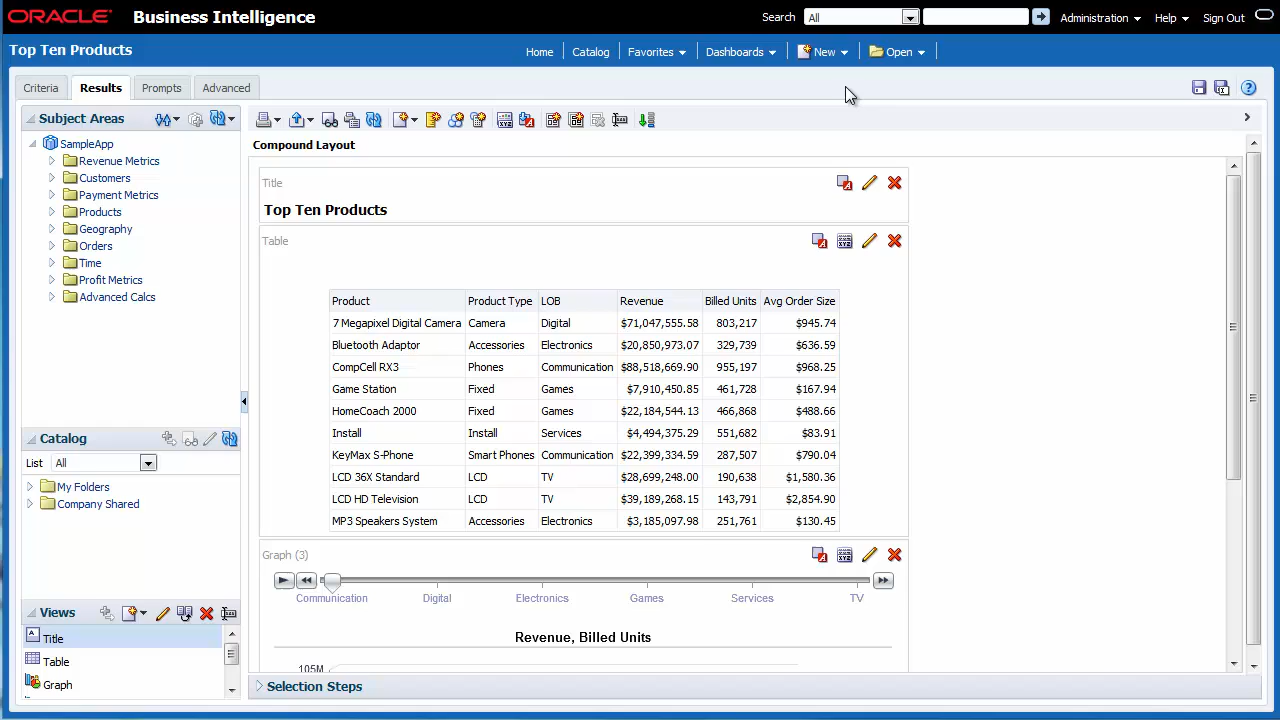 ORACLE Business Intelligence
Search All Administration Help Sign Out
Top Ten Products
Home Catalog Favorites Dashboards New Open
Criteria Results Prompts Advanced
Subject Areas
SampleApp
Revenue Metrics
Customers
Payment Metrics
Products
Geography
Orders
Time
Profit Metrics
Advanced Calcs
Catalog
List All
My Folders
Company Shared
Views
Title
Table
Graph
Compound Layout
Title
Top Ten Products
Table
Product Product Type LOB Revenue Billed Units Avg Order Size
7 Megapixel Digital Camera Camera Digital $71,047,555.58 803,217 $945.74
Bluetooth Adaptor Accessories Electronics $20,850,973.07 329,739 $636.59
CompCell RX3 Phones Communication $88,518,669.90 955,197 $968.25
Game Station Fixed Games $7,910,450.85 461,728 $167.94
HomeCoach 2000 Fixed Games $22,184,544.13 466,868 $488.66
Install Install Services $4,494,375.29 551,682 $83.91
KeyMax S-Phone Smart Phones Communication $22,399,334.59 287,507 $790.04
LCD 36X Standard LCD TV $28,699,248.00 190,638 $1,580.36
LCD HD Television LCD TV $39,189,268.15 143,791 $2,854.90
MP3 Speakers System Accessories Electronics $3,185,097.98 251,761 $130.45
Graph (3)
Communication Digital Electronics Games Services TV
Revenue, Billed Units
105M
Selection Steps